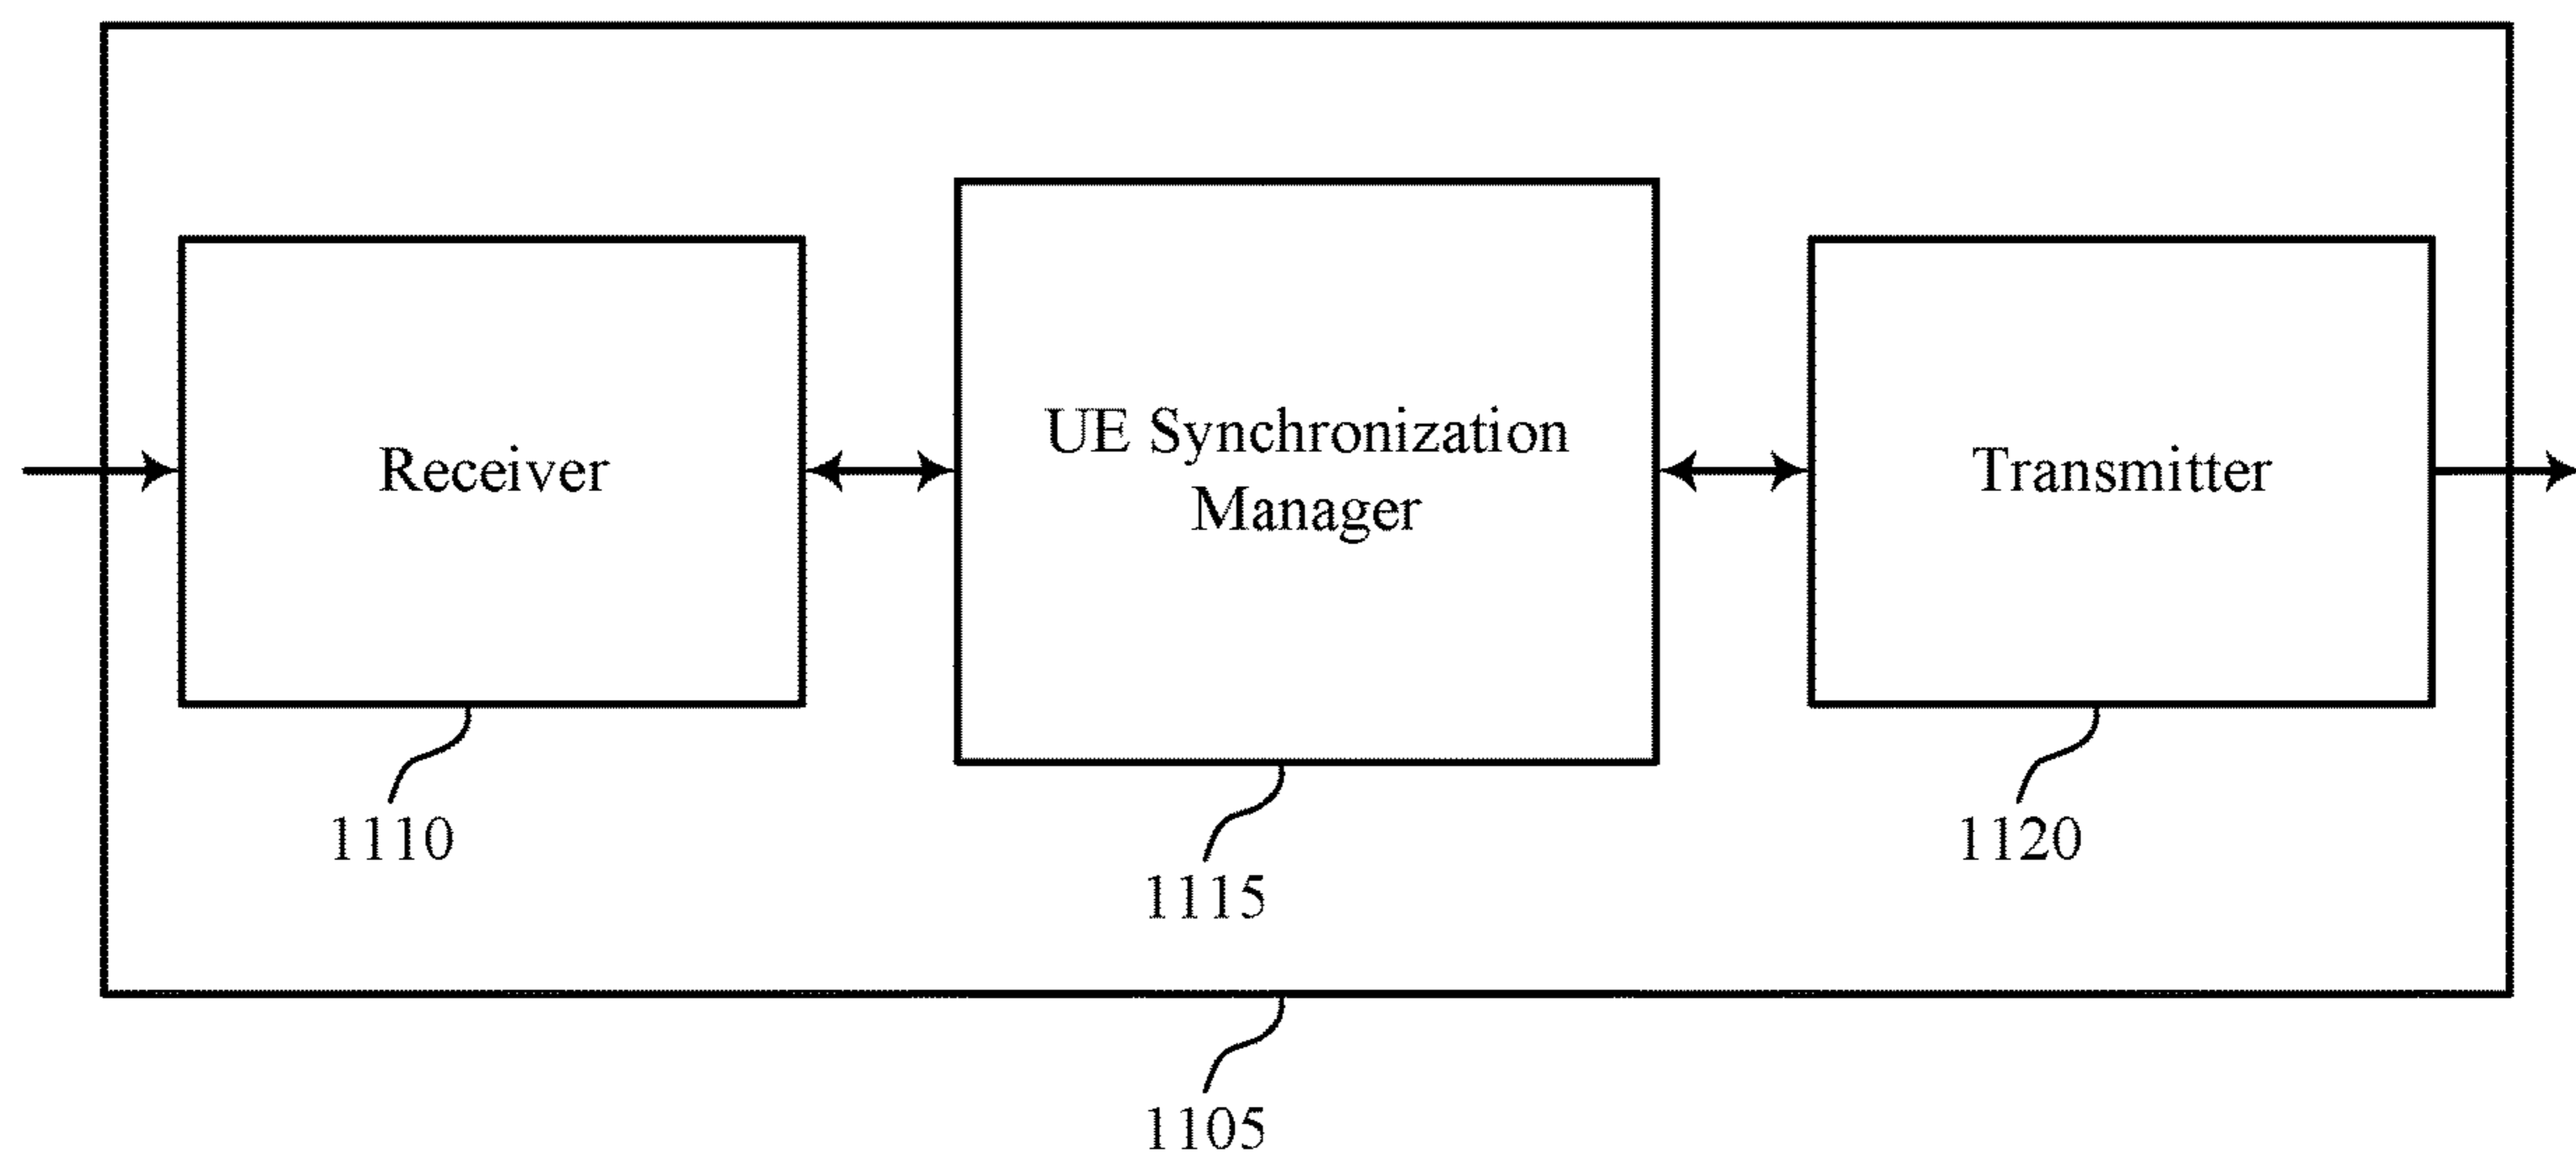 Receiver
UE Synchronization
Manager
Transmitter
1110
1115
1120
1105